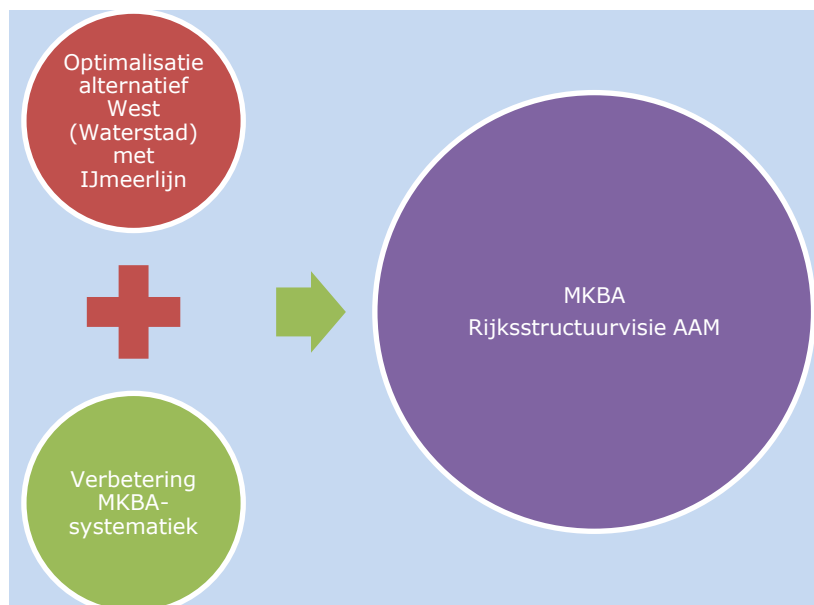 Optimalisatie
alternatief
West
(Waterstad)
met
IJmeerlijn
Verbetering
MKBA-
systematiek
MKBA
Rijksstructuurvisie AAM